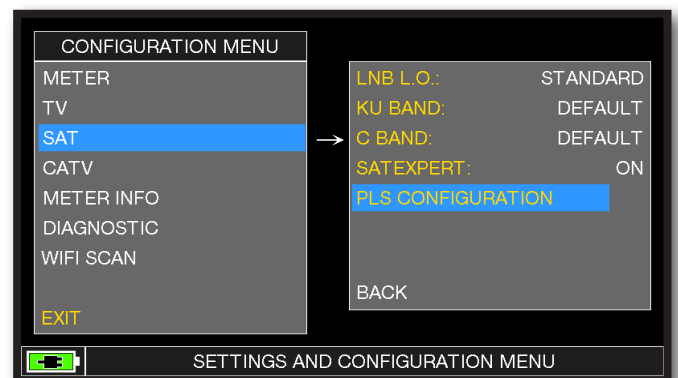 CONFIGURATION MENU
METER
TV
SAT
CATV
METER INFO
DIAGNOSTIC
WIFI SCAN
EXIT
LNB L.O.: STANDARD
KU BAND: DEFAULT
C BAND: DEFAULT
SATEXPERT: ON
PLS CONFIGURATION
BACK
SETTINGS AND CONFIGURATION MENU